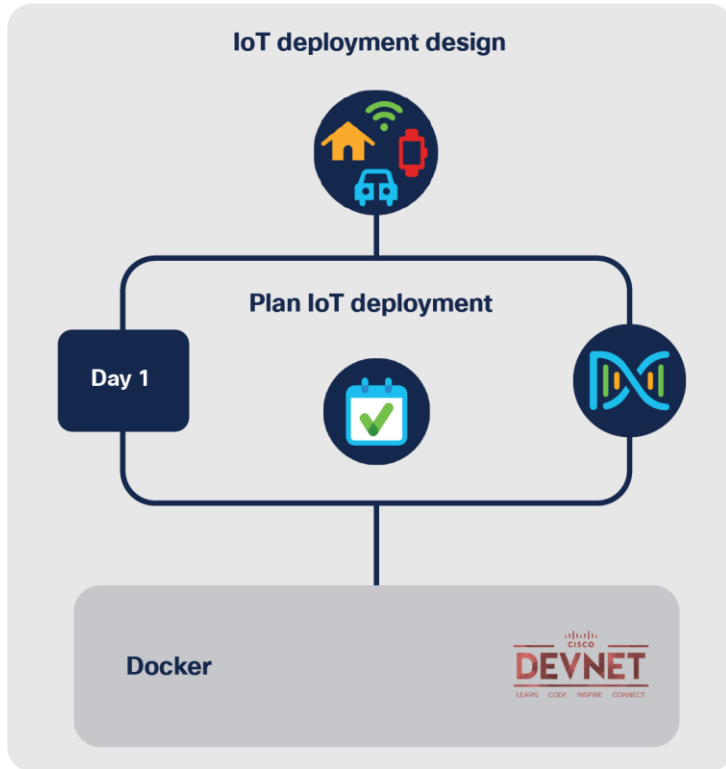 IoT deployment design
Plan IoT deployment
Day 1
Docker
CISCO
DEVNET
LEARN CODE INSPIRE CONNECT